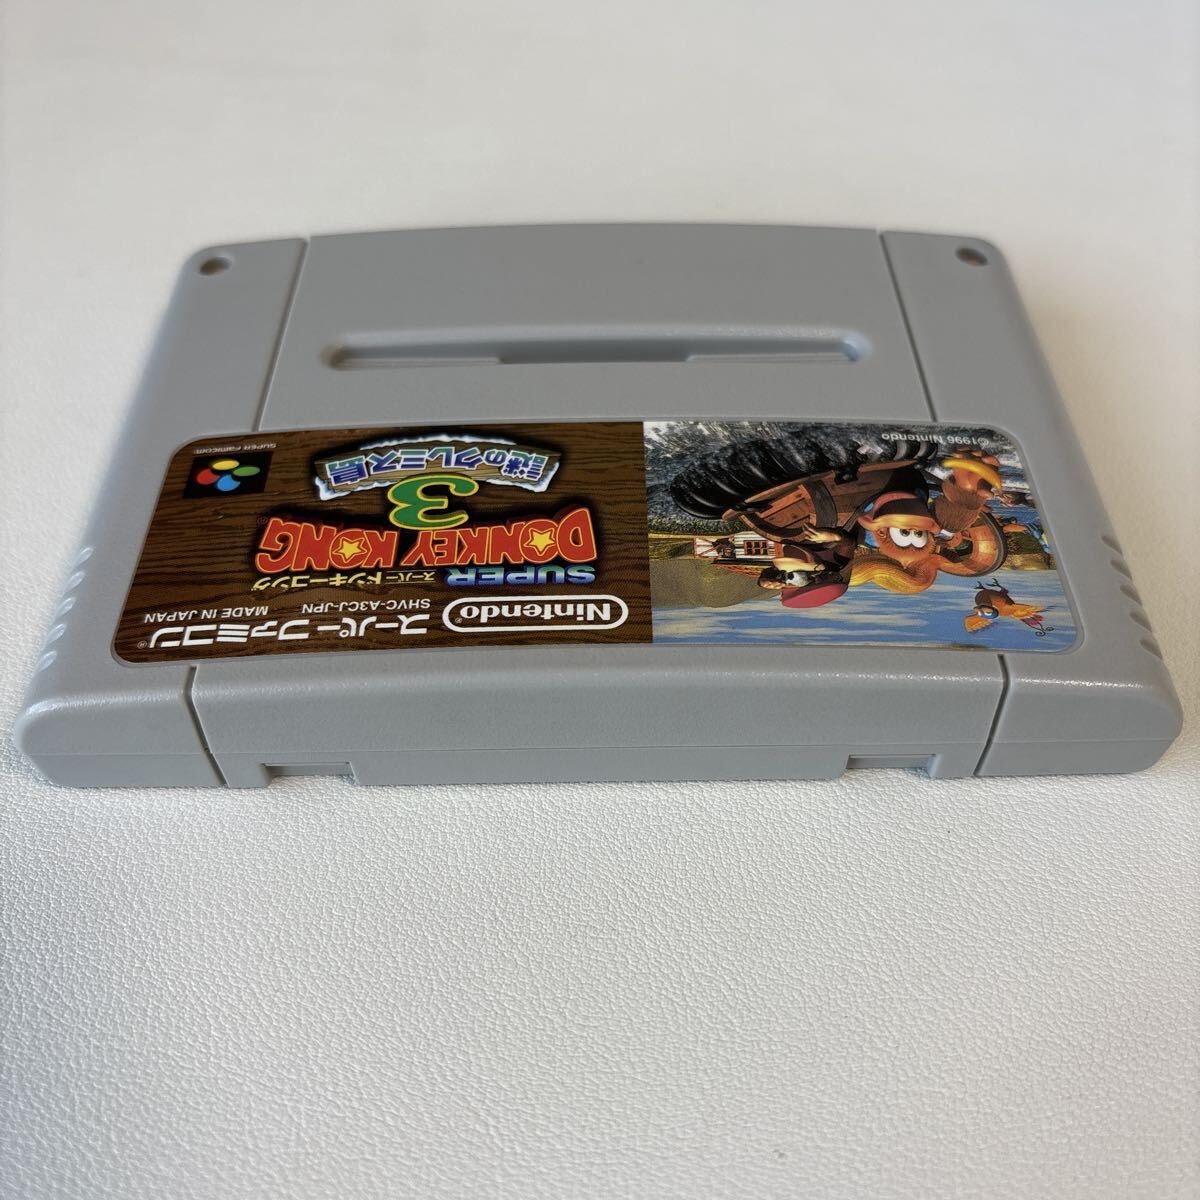 Nintendo® スーパーファミコン®
SHVC-A3CJ-JPN MADE IN JAPAN
スーパードンキーコング
SUPER
DONKEY KONG®
3
謎のクレミス島
SUPER Famicom
©1996 Nintendo